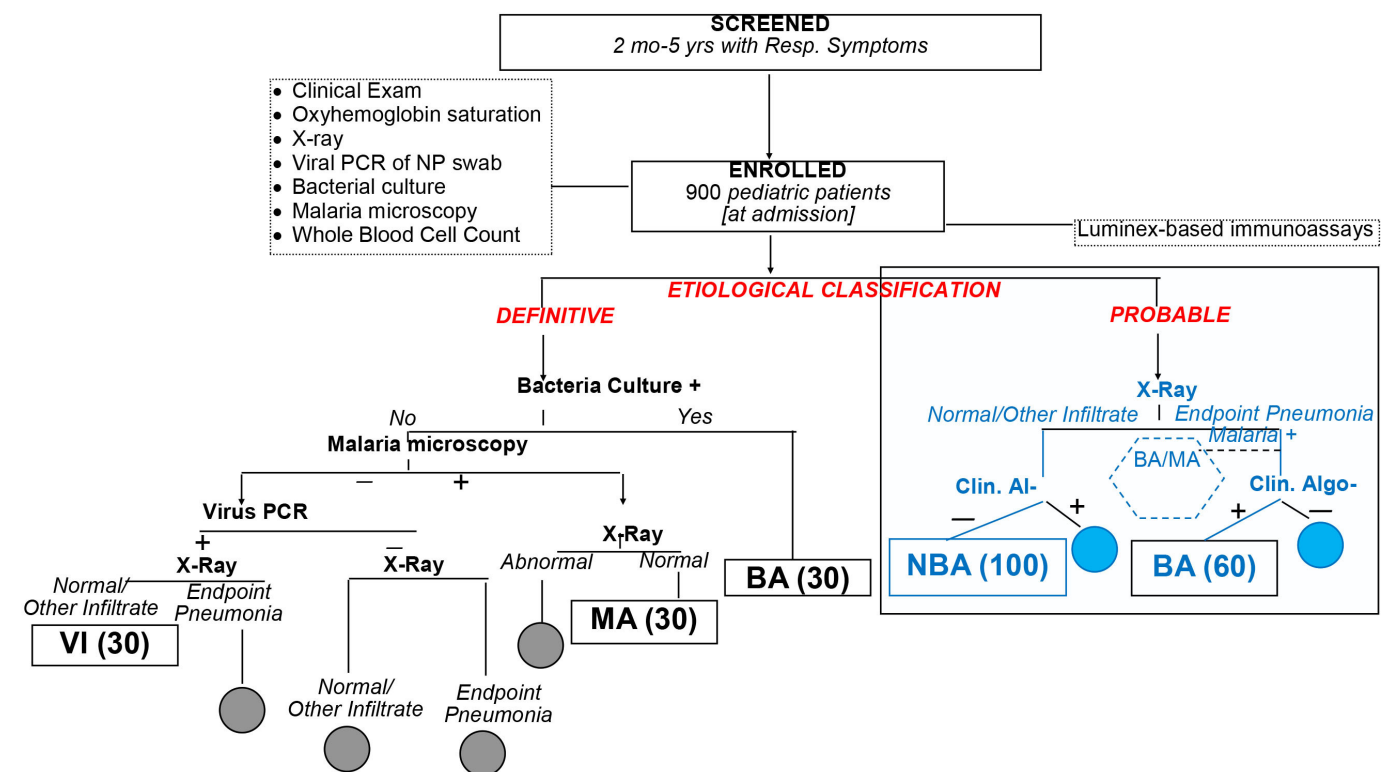 SCREENED
2 mo-5 yrs with Resp. Symptoms
• Clinical Exam
• Oxyhemoglobin saturation
• X-ray
• Viral PCR of NP swab
• Bacterial culture
• Malaria microscopy
• Whole Blood Cell Count
ENROLLED
900 pediatric patients
[at admission]
Luminex-based immunoassays
ETIOLOGICAL CLASSIFICATION
DEFINITIVE
PROBABLE
Bacteria Culture +
No
Yes
Malaria microscopy
—
+
Virus PCR
+
—
X-Ray
Normal/
Other Infiltrate
Endpoint
Pneumonia
VI (30)
X-Ray
Normal/
Other Infiltrate
Endpoint
Pneumonia
X-Ray
Abnormal
Normal
MA (30)
BA (30)
X-Ray
Normal/Other Infiltrate
Endpoint Pneumonia
Malaria +
BA/MA
Clin. Al-
—
+
NBA (100)
Clin. Algo-
+
—
BA (60)